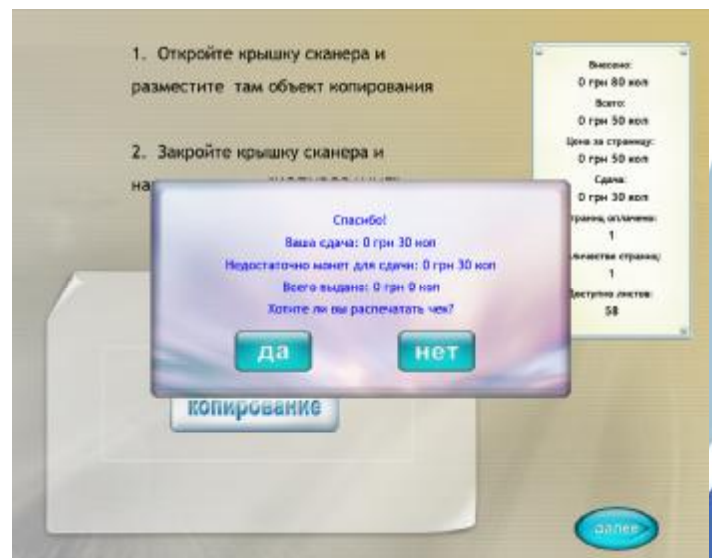 1. Откройте крышку сканера и
разместите там объект копирования
2. Закройте крышку сканера и
на
Спасибо!
Ваша сдача: 0 грн 30 коп
Недостаточно монет для сдачи: 0 грн 30 коп
Всего выдано: 0 грн 0 коп
Хотите ли вы распечатать чек?
да
нет
копирование
Внесено:
0 грн 80 коп
Всего:
0 грн 50 коп
Цена за страницу:
0 грн 50 коп
Сдача:
0 грн 30 коп
траниц оплачено:
1
личество страниц:
1
Доступно листов:
58
далее